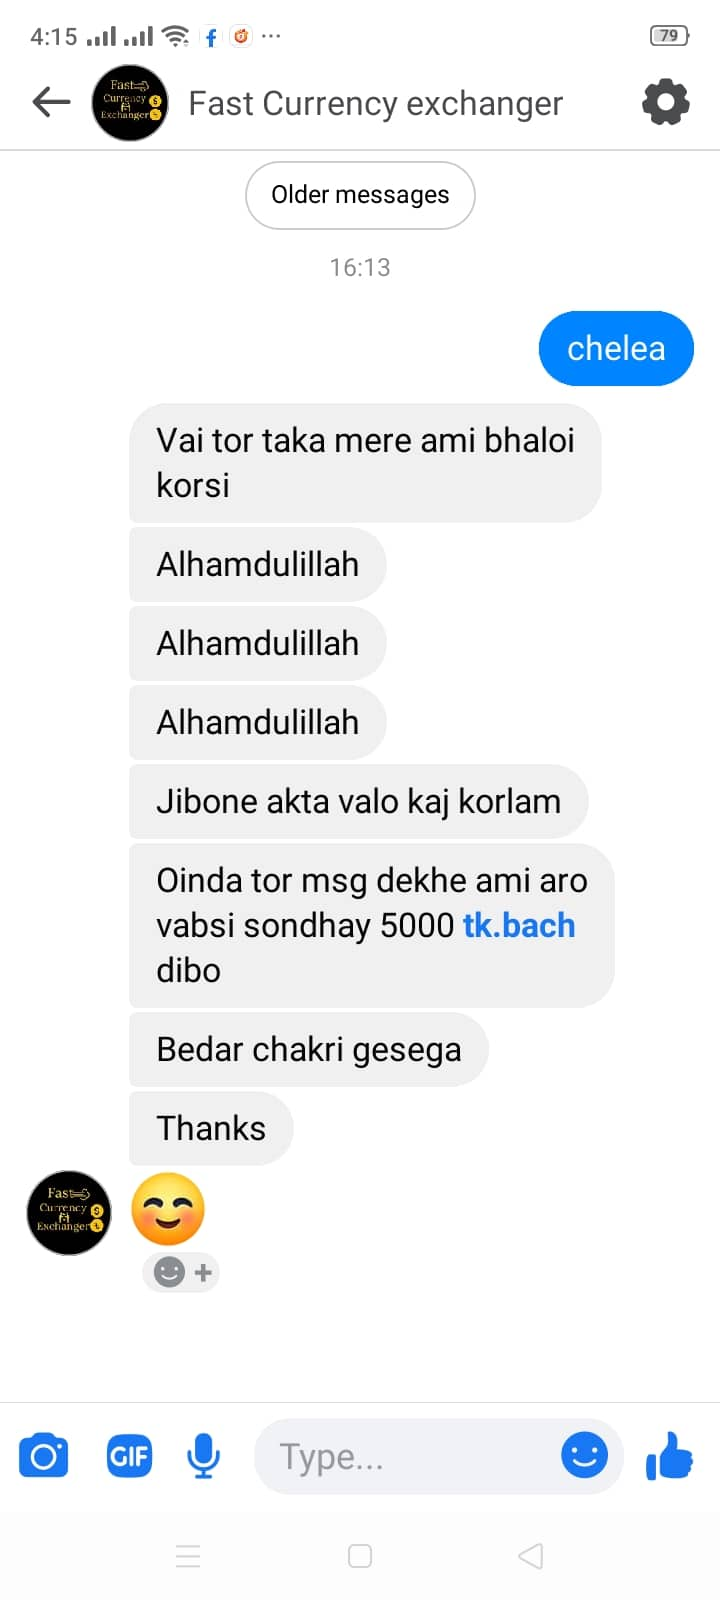 4:15
79
Fast
Currency
Exchanger
Fast Currency exchanger
Older messages
16:13
chelea
Vai tor taka mere ami bhaloi
korsi
Alhamdulillah
Alhamdulillah
Alhamdulillah
Jibone akta valo kaj korlam
Oinda tor msg dekhe ami aro
vabsi sondhay 5000 tk.bach
dibo
Bedar chakri gesega
Thanks
Fast
Currency
Exchanger
GIF
Type...